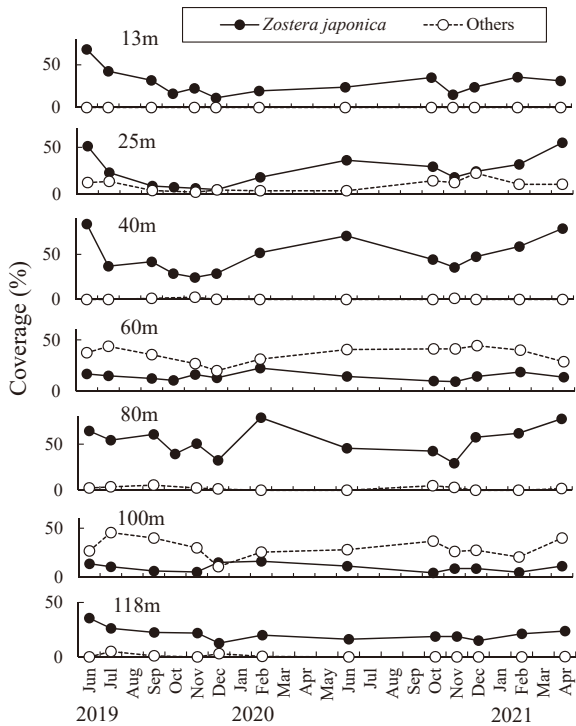 Zostera japonica Others
13m
50
0
25m
50
0
40m
50
0
60m
50
0
80m
50
0
100m
50
0
118m
50
0
Coverage (%)
Jun Jul Aug Sep Oct Nov Dec Jan Feb Mar Apr May Jun Jul Aug Sep Oct Nov Dec Jan Feb Mar Apr
2019 2020 2021